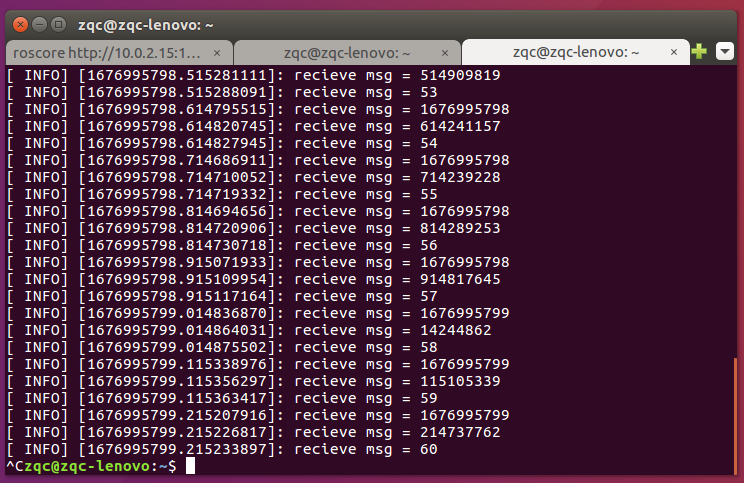 zqc@zqc-lenovo: ~
roscore http://10.0.2.15:1... × zqc@zqc-lenovo: ~ × zqc@zqc-lenovo: ~ ×
[ INFO] [1676995798.515281111]: recieve msg = 514909819
[ INFO] [1676995798.515288091]: recieve msg = 53
[ INFO] [1676995798.614795515]: recieve msg = 1676995798
[ INFO] [1676995798.614820745]: recieve msg = 614241157
[ INFO] [1676995798.614827945]: recieve msg = 54
[ INFO] [1676995798.714686911]: recieve msg = 1676995798
[ INFO] [1676995798.714710052]: recieve msg = 714239228
[ INFO] [1676995798.714719332]: recieve msg = 55
[ INFO] [1676995798.814694656]: recieve msg = 1676995798
[ INFO] [1676995798.814720906]: recieve msg = 814289253
[ INFO] [1676995798.814730718]: recieve msg = 56
[ INFO] [1676995798.915071933]: recieve msg = 1676995798
[ INFO] [1676995798.915109954]: recieve msg = 914817645
[ INFO] [1676995798.915117164]: recieve msg = 57
[ INFO] [1676995799.014836870]: recieve msg = 1676995799
[ INFO] [1676995799.014864031]: recieve msg = 14244862
[ INFO] [1676995799.014875502]: recieve msg = 58
[ INFO] [1676995799.115338976]: recieve msg = 1676995799
[ INFO] [1676995799.115356297]: recieve msg = 115105339
[ INFO] [1676995799.115363417]: recieve msg = 59
[ INFO] [1676995799.215207916]: recieve msg = 1676995799
[ INFO] [1676995799.215226817]: recieve msg = 214737762
[ INFO] [1676995799.215233897]: recieve msg = 60
^Czqc@zqc-lenovo:~$